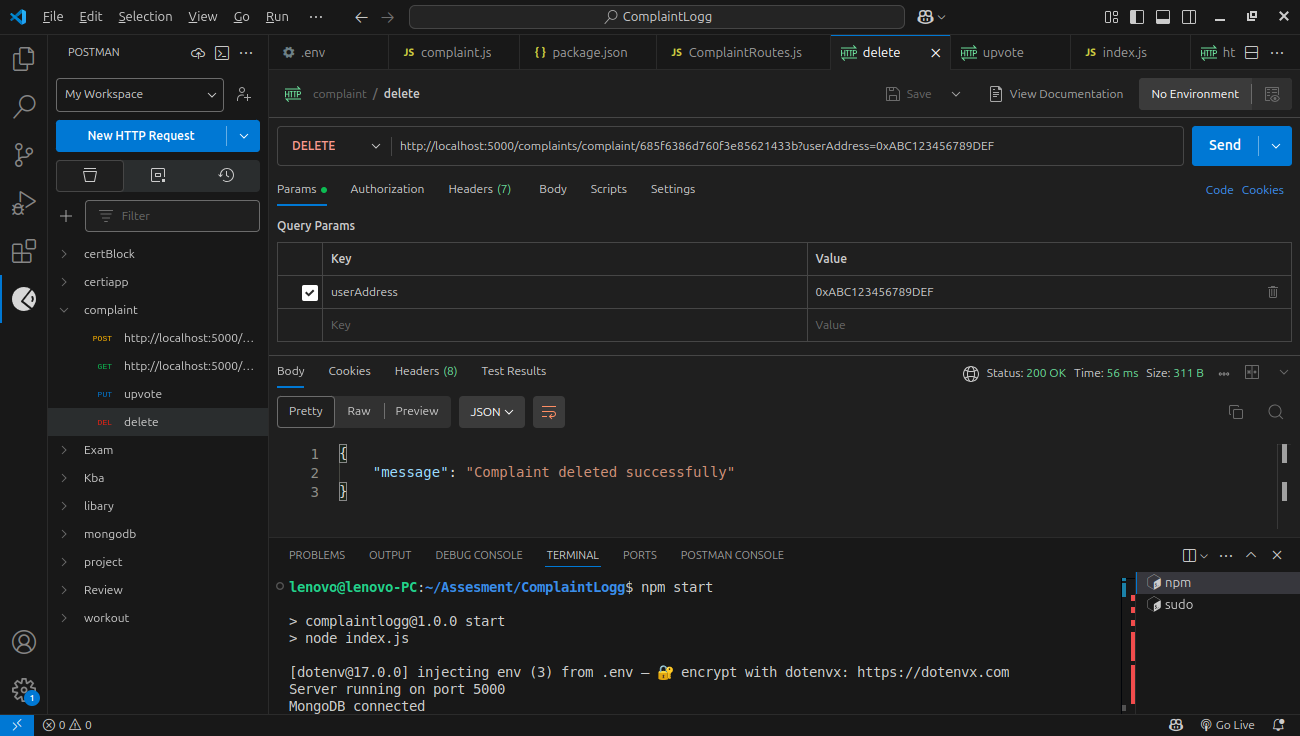 File Edit Selection View Go Run ··· ComplaintLogg
POSTMAN
My Workspace
New HTTP Request
Filter
certBlock
certiapp
complaint
POST http://localhost:5000/...
GET http://localhost:5000/...
PUT upvote
DEL delete
Exam
Kba
libary
mongodb
project
Review
workout
1
.env JS complaint.js {} package.json JS ComplaintRoutes.js HTTP delete HTTP upvote JS index.js HTTP ht
HTTP complaint / delete Save View Documentation No Environment
DELETE http://localhost:5000/complaints/complaint/685f6386d760f3e85621433b?userAddress=0xABC123456789DEF Send
Params Authorization Headers (7) Body Scripts Settings Code Cookies
Query Params
Key Value
userAddress 0xABC123456789DEF
Key Value
Body Cookies Headers (8) Test Results Status: 200 OK Time: 56 ms Size: 311 B
Pretty Raw Preview JSON
1 {
2 "message": "Complaint deleted successfully"
3 }
PROBLEMS OUTPUT DEBUG CONSOLE TERMINAL PORTS POSTMAN CONSOLE
lenovo@lenovo-PC:~/Assesment/ComplaintLogg$ npm start
> complaintlogg@1.0.0 start
> node index.js
[dotenv@17.0.0] injecting env (3) from .env – 🔐 encrypt with dotenvx: https://dotenvx.com
Server running on port 5000
MongoDB connected
npm
sudo
0 0 Go Live